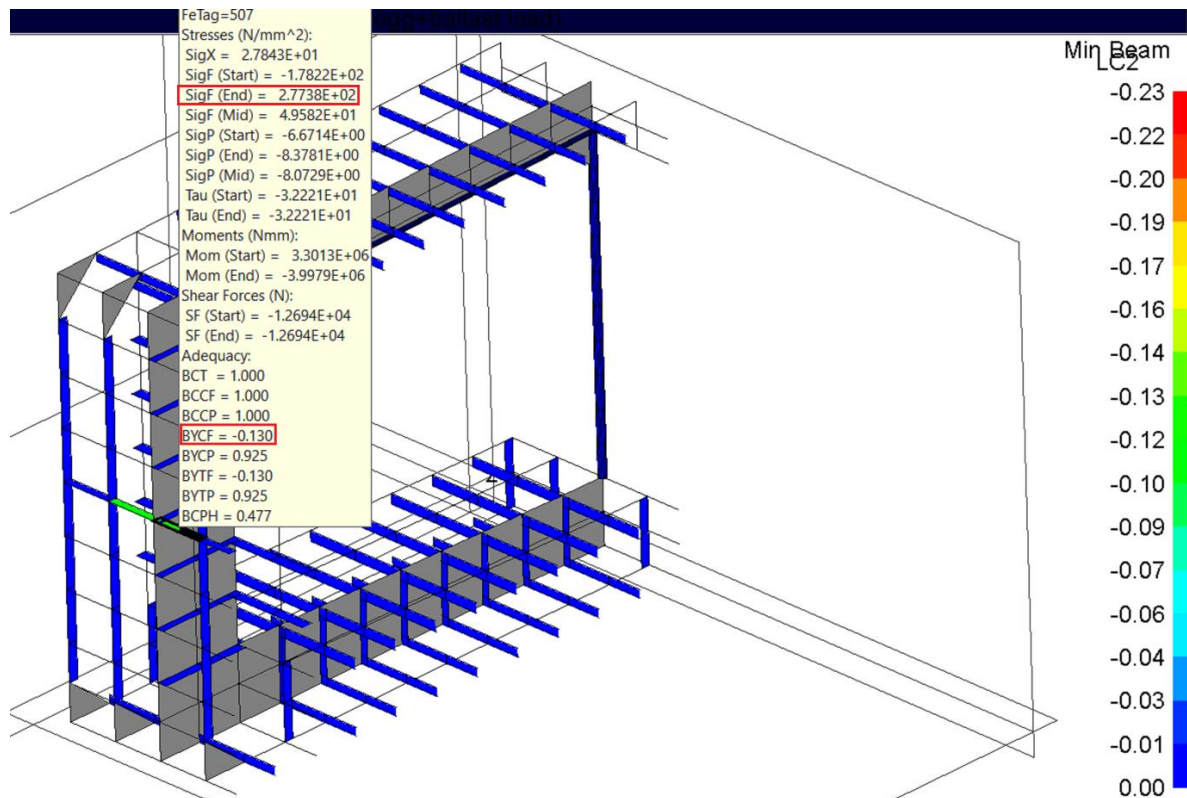 FeTag=507
Stresses (N/mm^2):
SigX = 2.7843E+01
SigF (Start) = -1.7822E+02
SigF (End) = 2.7738E+02
SigF (Mid) = 4.9582E+01
SigP (Start) = -6.6714E+00
SigP (End) = -8.3781E+00
SigP (Mid) = -8.0729E+00
Tau (Start) = -3.2221E+01
Tau (End) = -3.2221E+01
Moments (Nmm):
Mom (Start) = 3.3013E+06
Mom (End) = -3.9979E+06
Shear Forces (N):
SF (Start) = -1.2694E+04
SF (End) = -1.2694E+04
Adequacy:
BCT = 1.000
BCCF = 1.000
BCCP = 1.000
BYCF = -0.130
BYCP = 0.925
BYTF = -0.130
BYTP = 0.925
BCPH = 0.477
+ballast load)
Min Beam
LC2
-0.23
-0.22
-0.20
-0.19
-0.17
-0.16
-0.14
-0.13
-0.12
-0.10
-0.09
-0.07
-0.06
-0.04
-0.03
-0.01
0.00